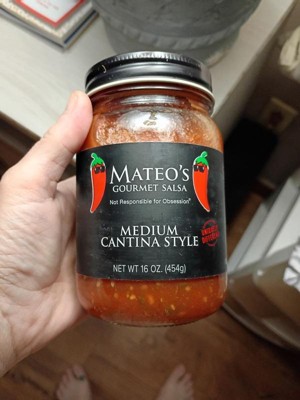 MATEO'S
GOURMET SALSA
Not Responsible for Obsession®
MEDIUM
CANTINA STYLE
NET WT 16 OZ. (454g)